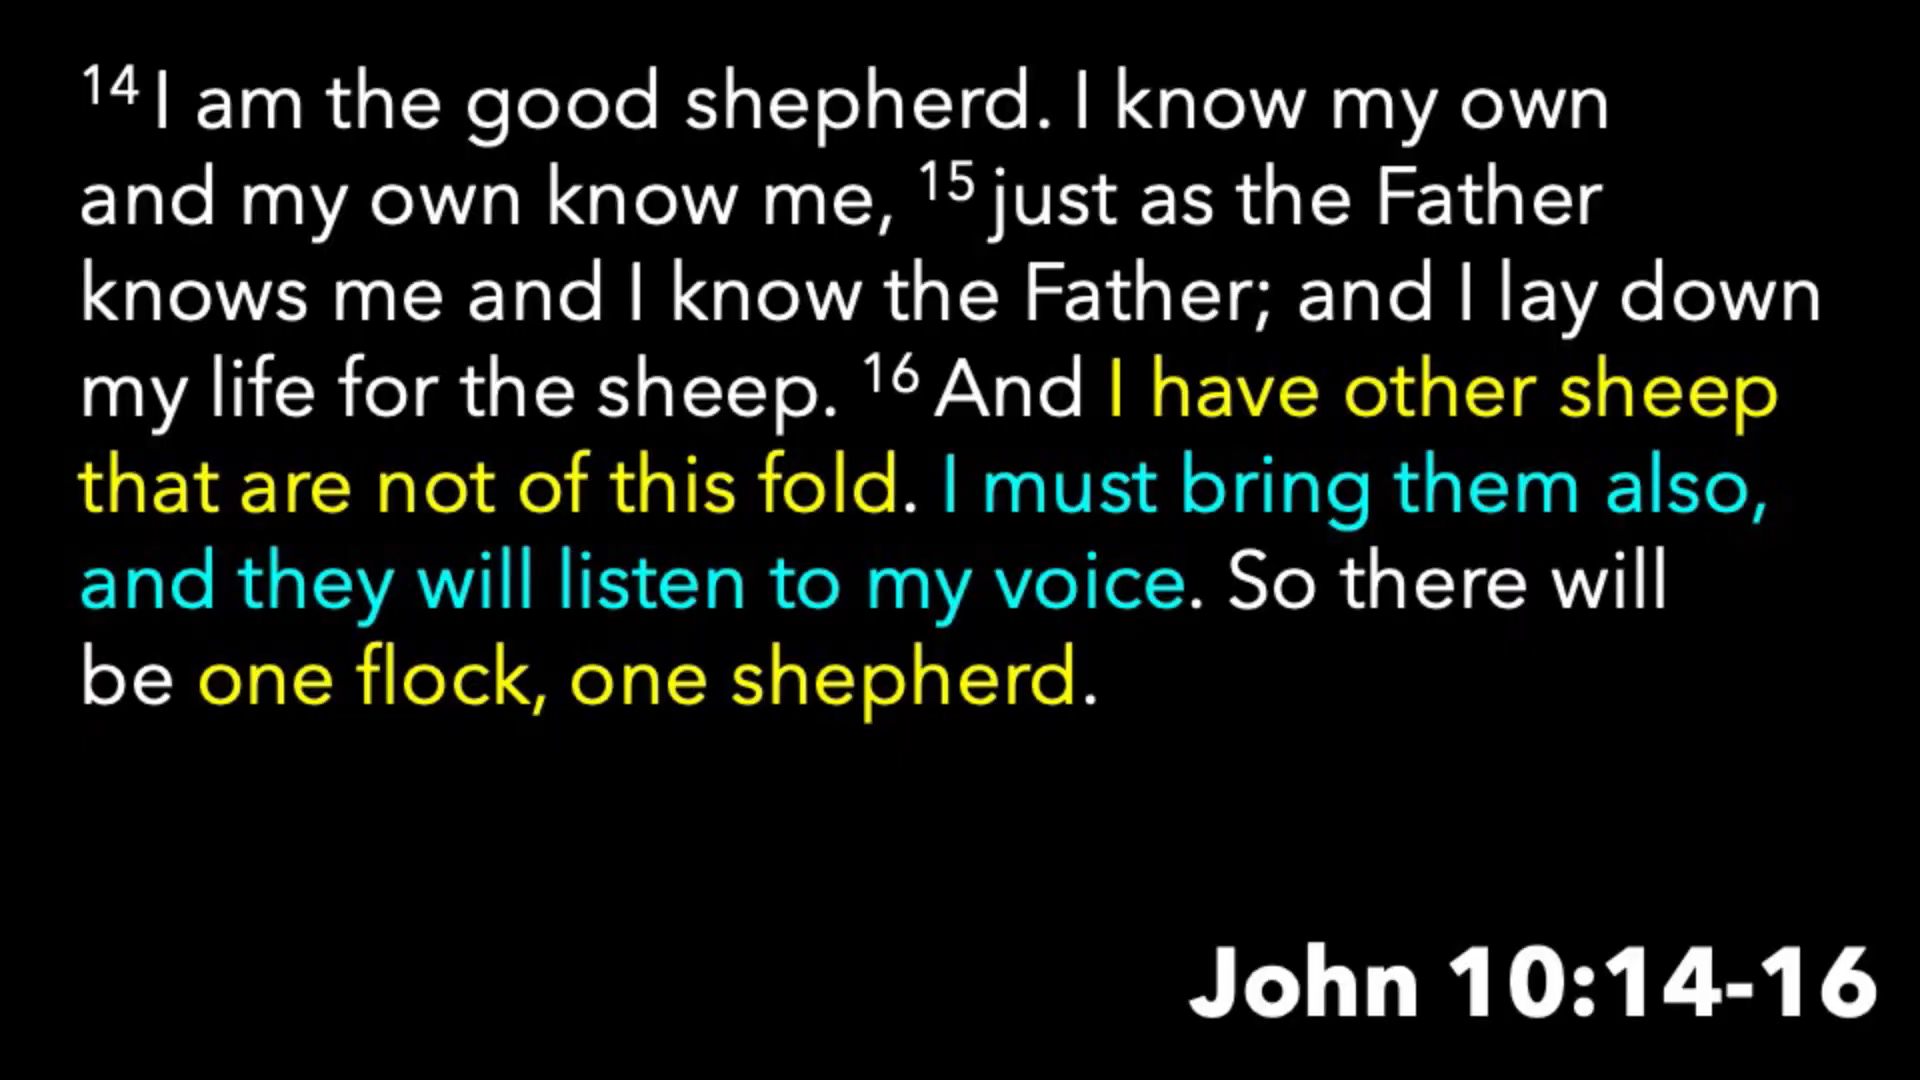 14 I am the good shepherd. I know my own
and my own know me, 15 just as the Father
knows me and I know the Father; and I lay down
my life for the sheep. 16 And I have other sheep
that are not of this fold. I must bring them also,
and they will listen to my voice. So there will
be one flock, one shepherd.
John 10:14-16